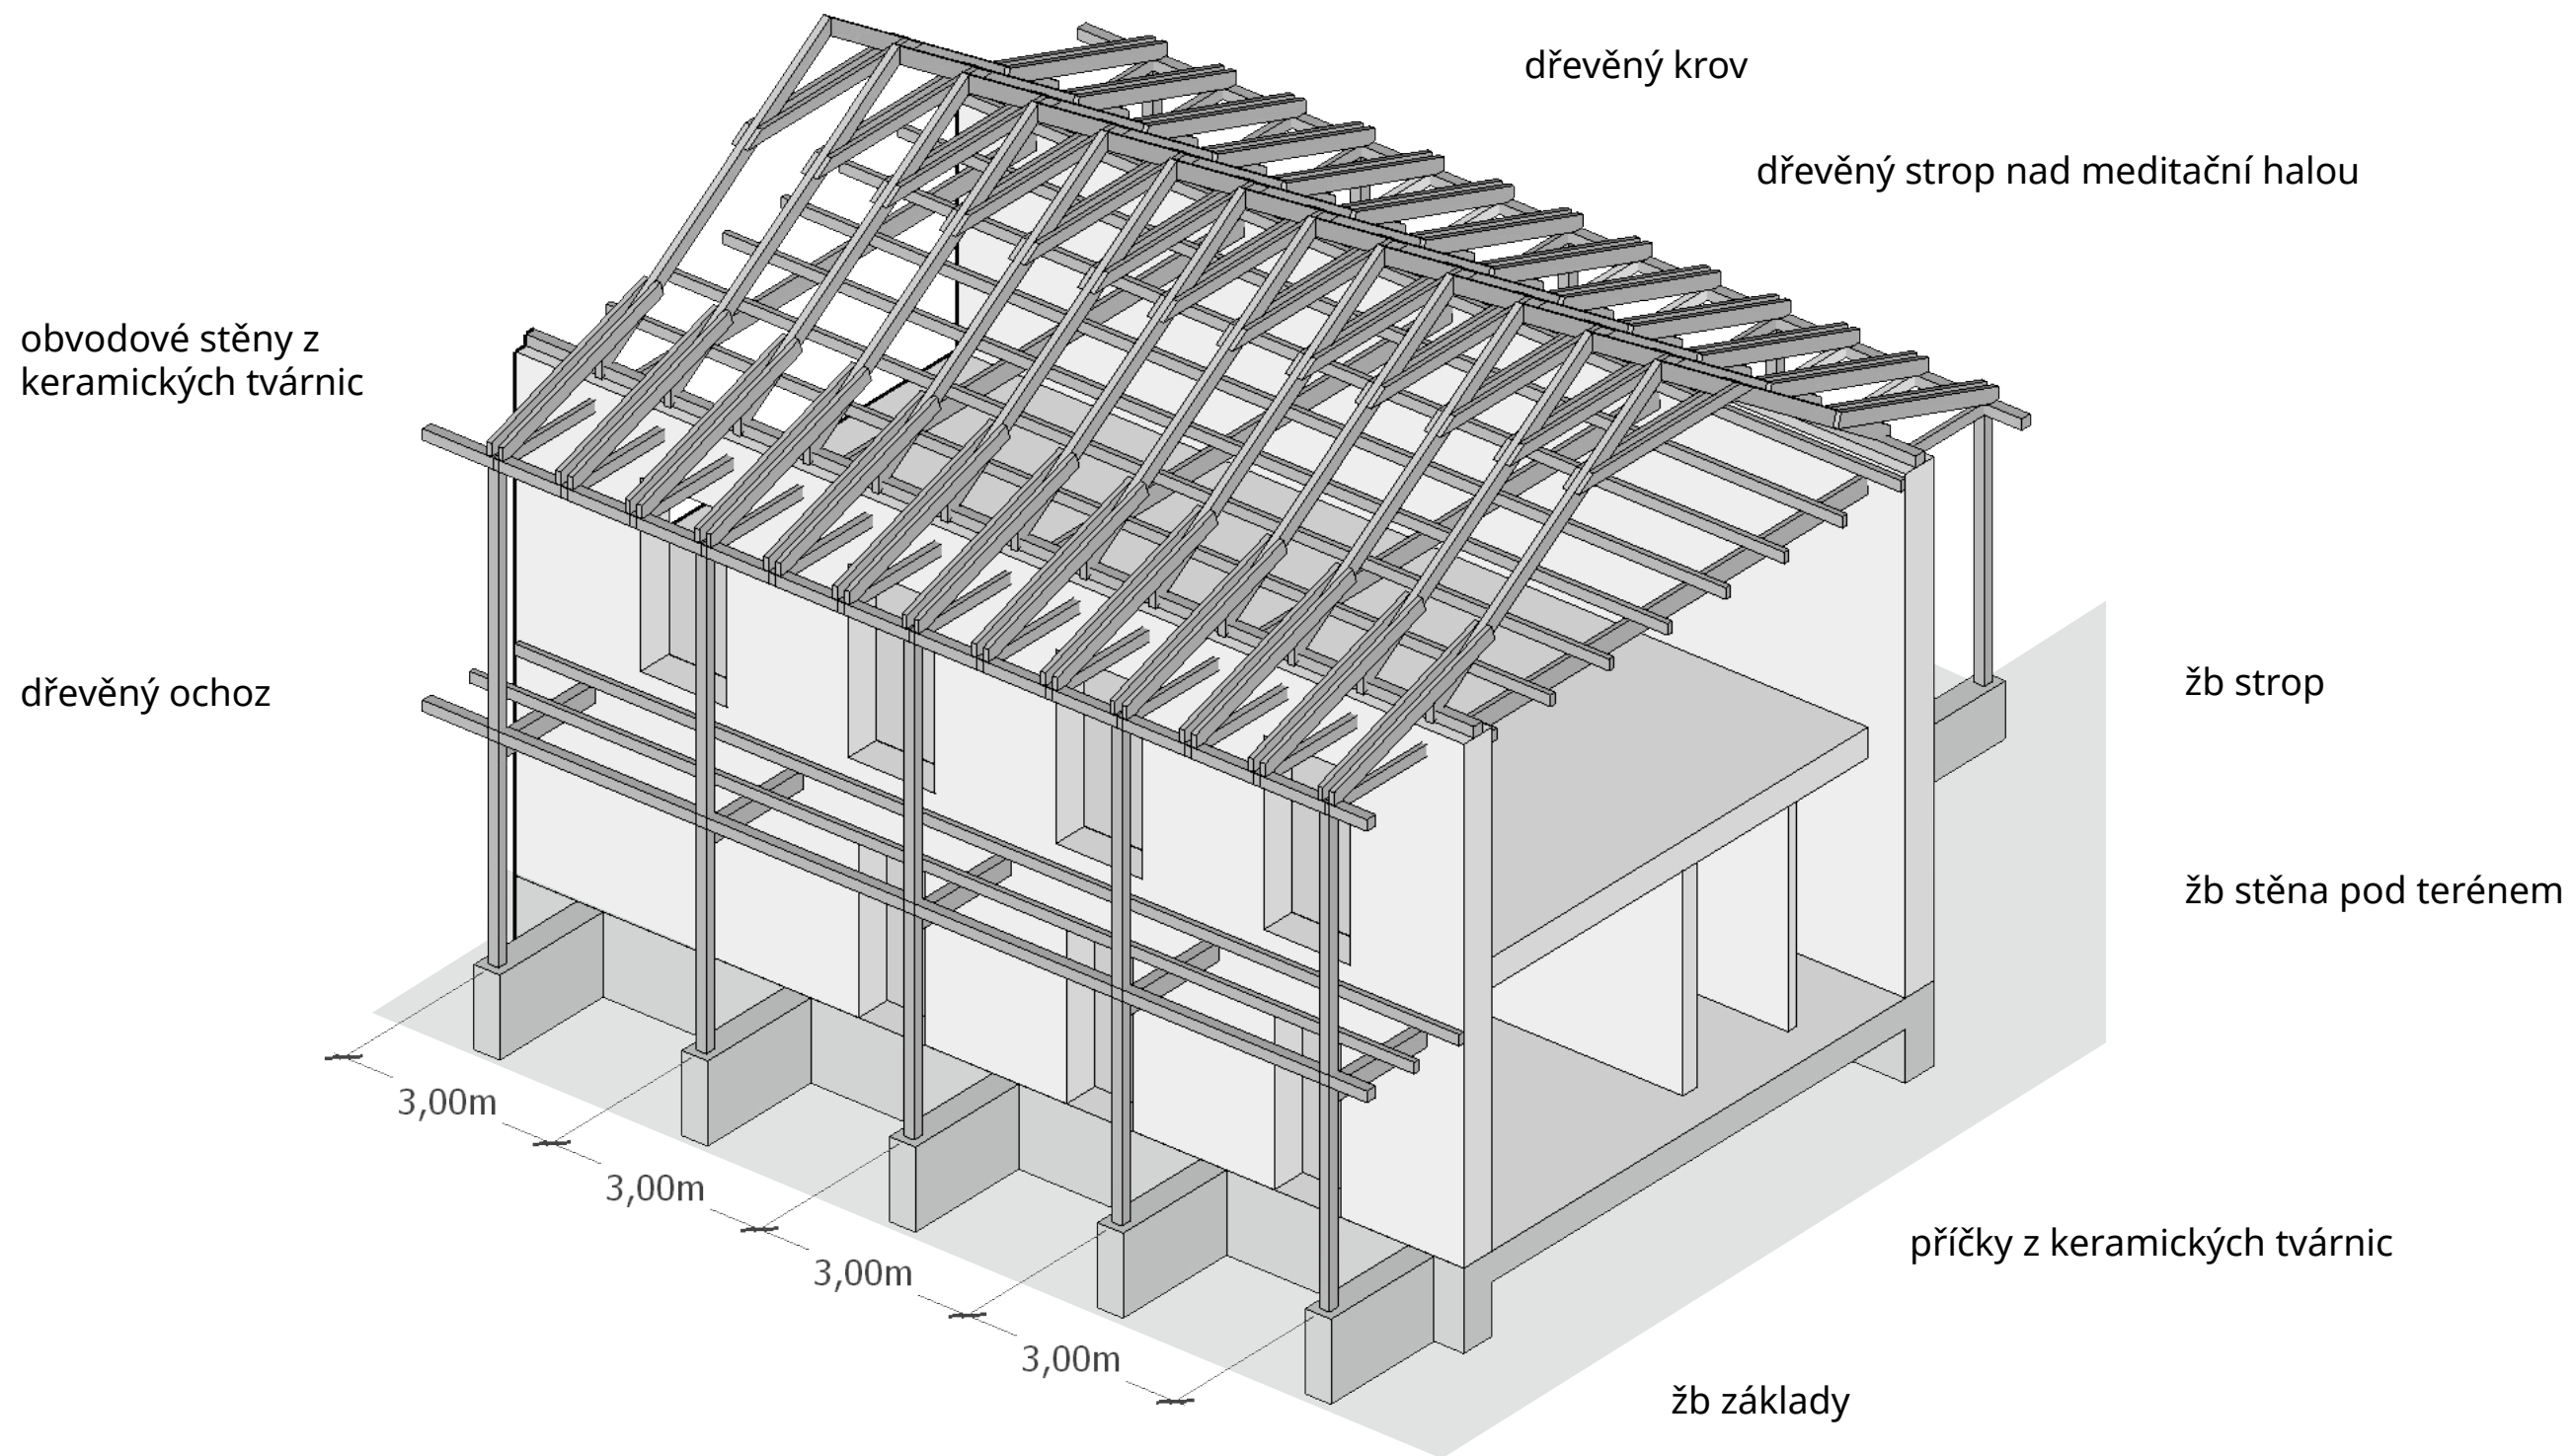 dřevěný krov
dřevěný strop nad meditační halou
obvodové stěny z
keramických tvárnic
dřevěný ochoz
žb strop
žb stěna pod terénem
3,00m
3,00m
příčky z keramických tvárnic
3,00m
3,00m
žb základy